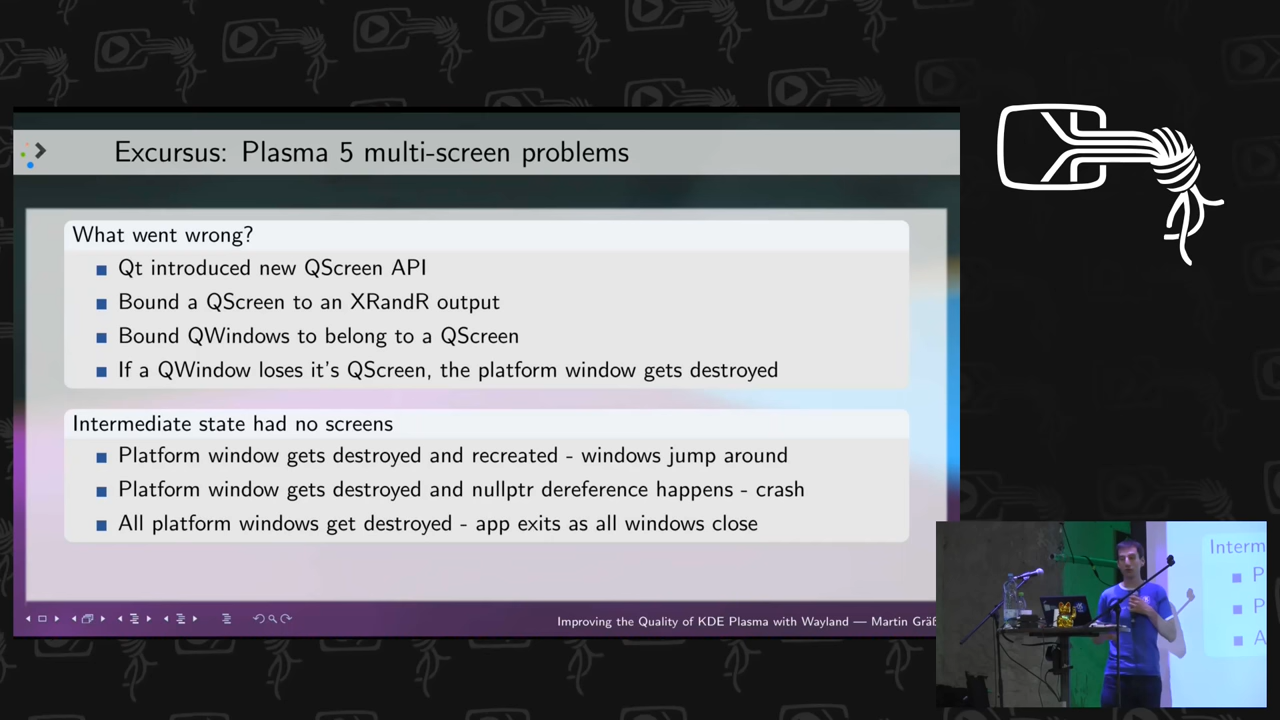 Excursus: Plasma 5 multi-screen problems
What went wrong?
Qt introduced new QScreen API
Bound a QScreen to an XRandR output
Bound QWindows to belong to a QScreen
If a QWindow loses it's QScreen, the platform window gets destroyed
Intermediate state had no screens
Platform window gets destroyed and recreated - windows jump around
Platform window gets destroyed and nullptr dereference happens - crash
All platform windows get destroyed - app exits as all windows close
Improving the Quality of KDE Plasma with Wayland — Martin Gräß
Interm
P
P
A